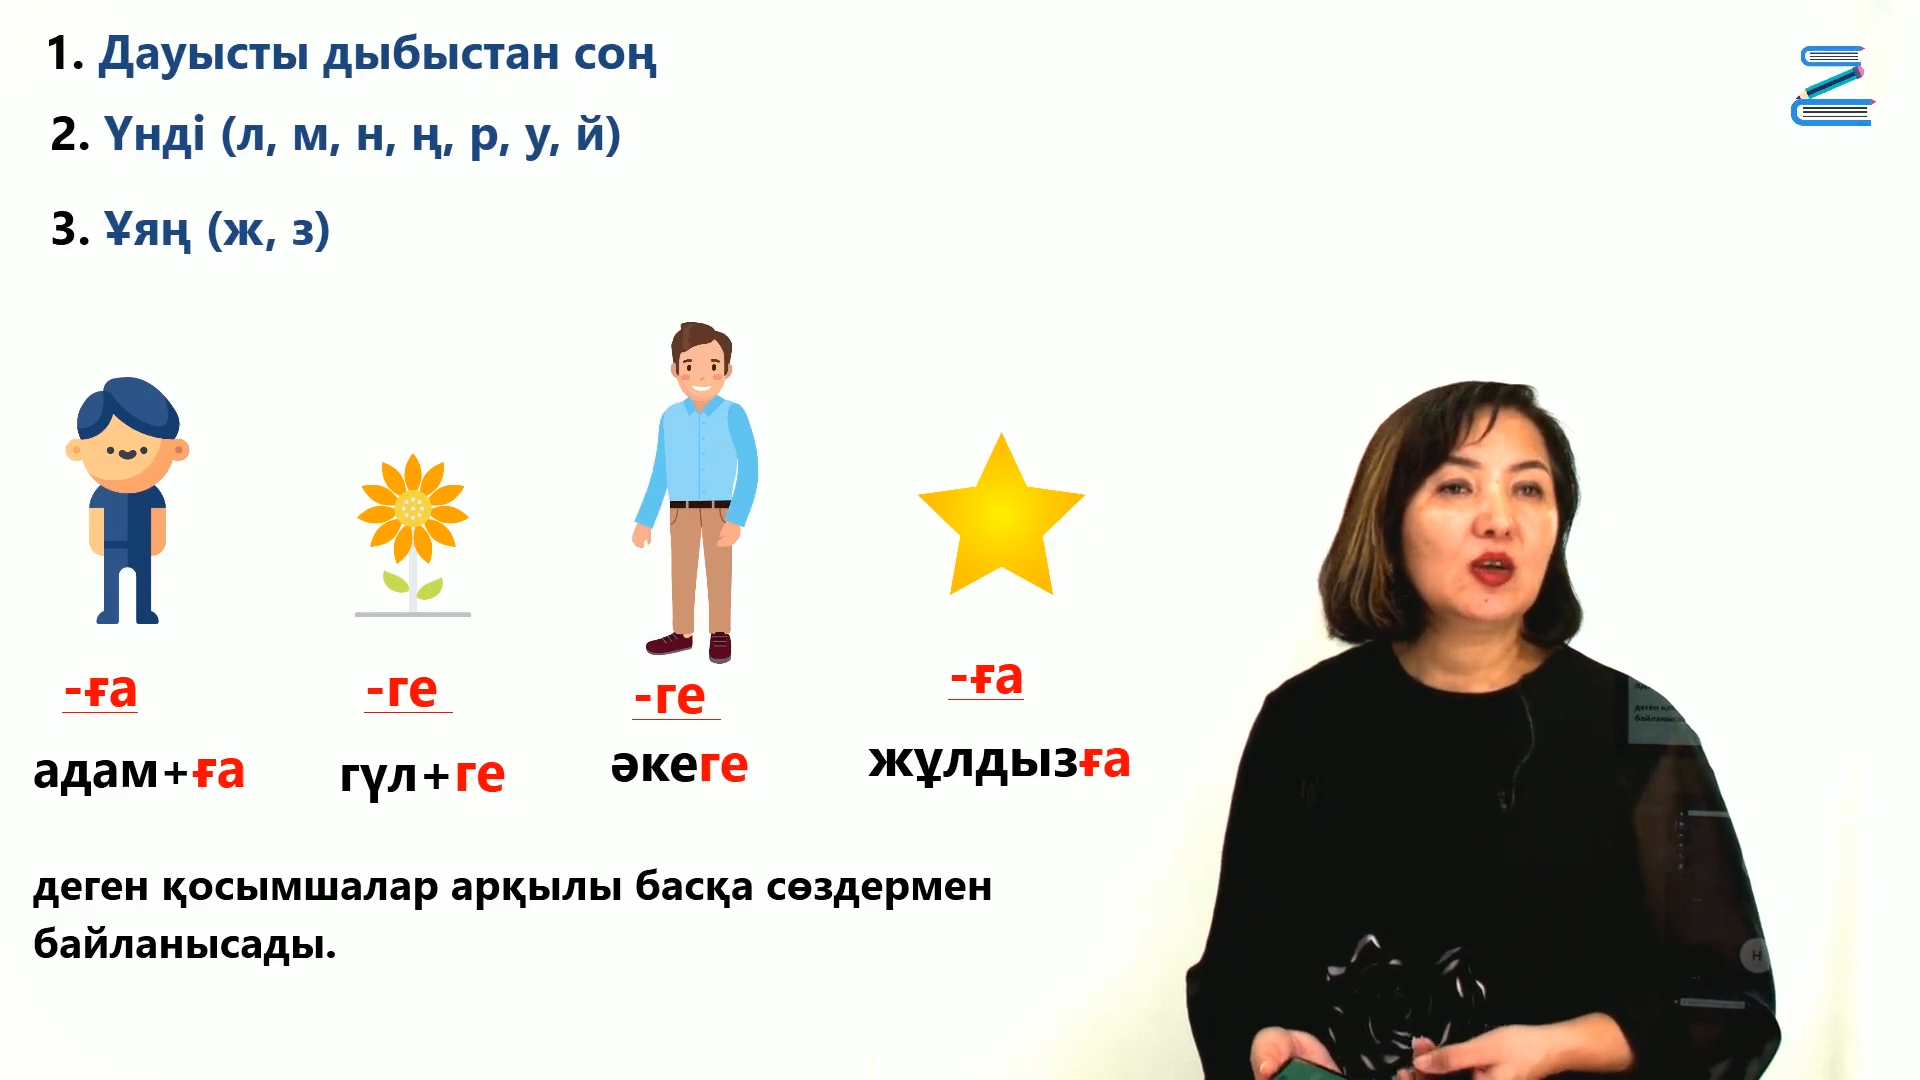 1. Дауысты дыбыстан соң
2. Үнді (л, м, н, ң, р, у, й)
3. Ұяң (ж, з)
-ға
-ге
-ге
-ға
адам+ға
гүл+ге
әкеге
жұлдызға
деген қосымшалар арқылы басқа сөздермен
байланысады.
H